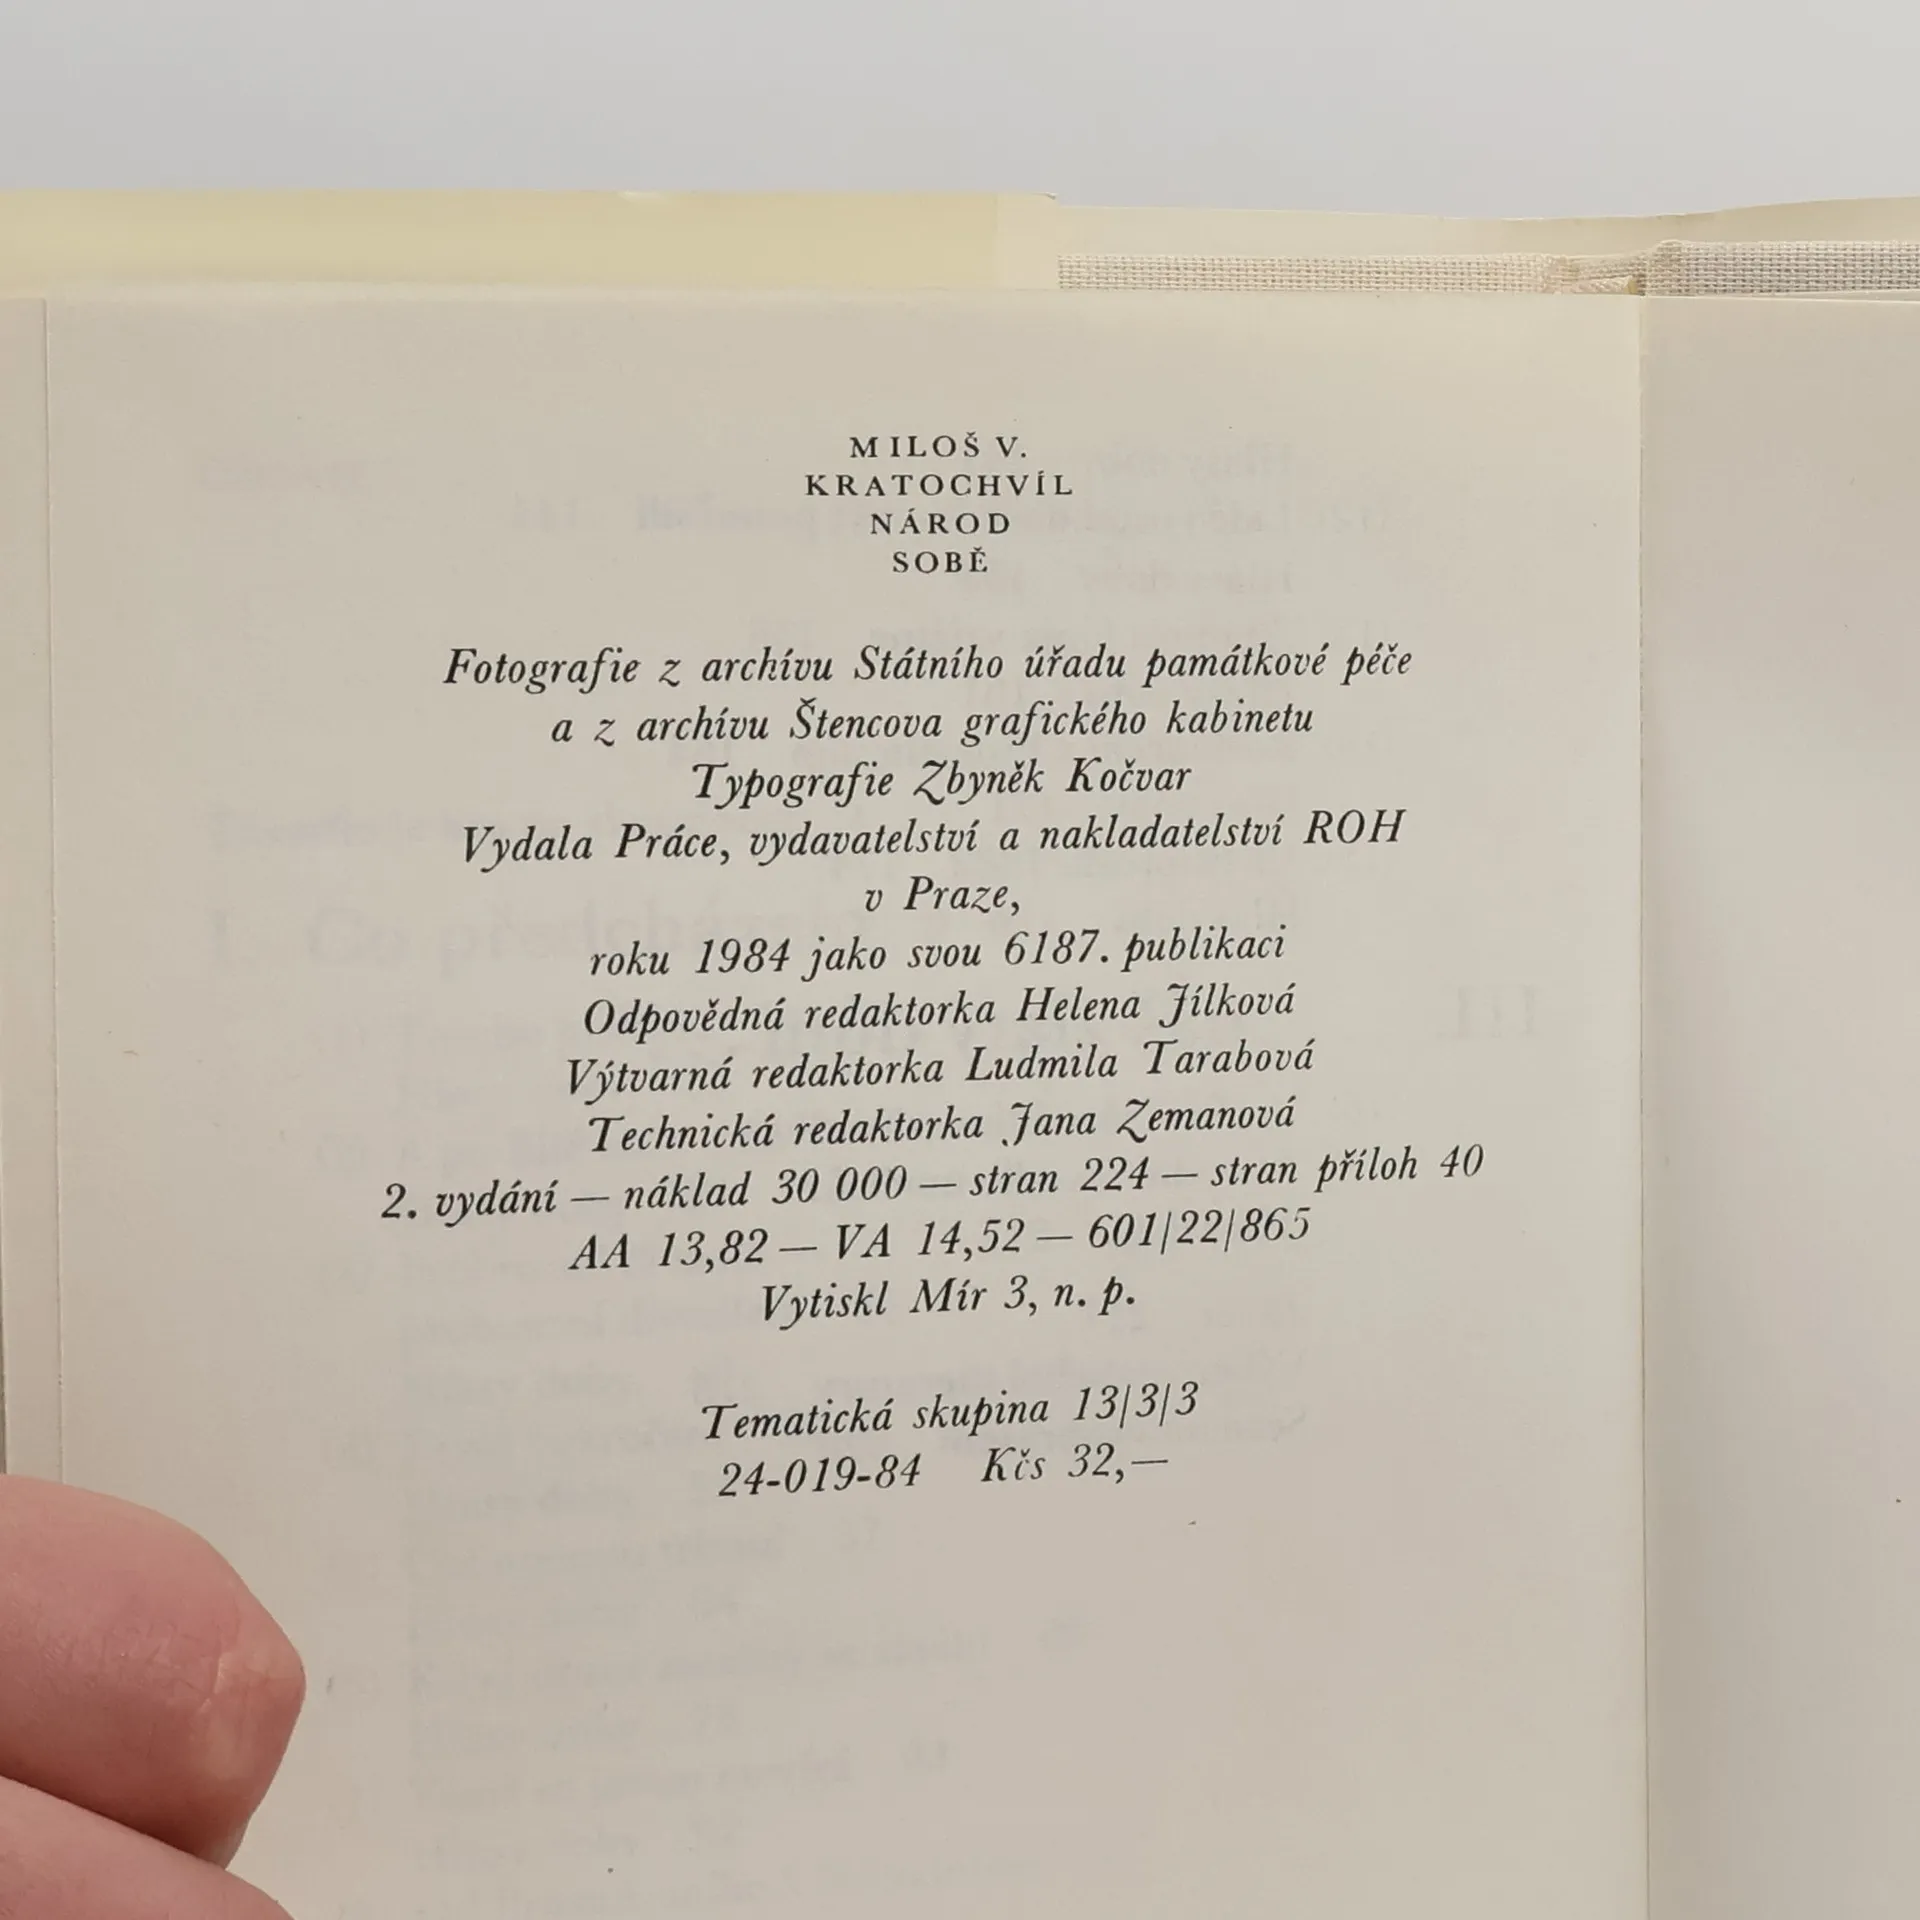 MILOŠ V.
KRATOCHVÍL
NÁROD
SOBĚ
Fotografie z archívu Státního úřadu památkové péče
a z archívu Štencova grafického kabinetu
Typografie Zbyněk Kočvar
Vydala Práce, vydavatelství a nakladatelství ROH
v Praze,
roku 1984 jako svou 6187. publikaci
Odpovědná redaktorka Helena Jílková
Výtvarná redaktorka Ludmila Tarabová
Technická redaktorka Jana Zemanová
2. vydání — náklad 30 000 — stran 224 — stran příloh 40
AA 13,82 — VA 14,52 — 601|22|865
Vytiskl Mír 3, n. p.
Tematická skupina 13|3|3
24-019-84 Kčs 32,—